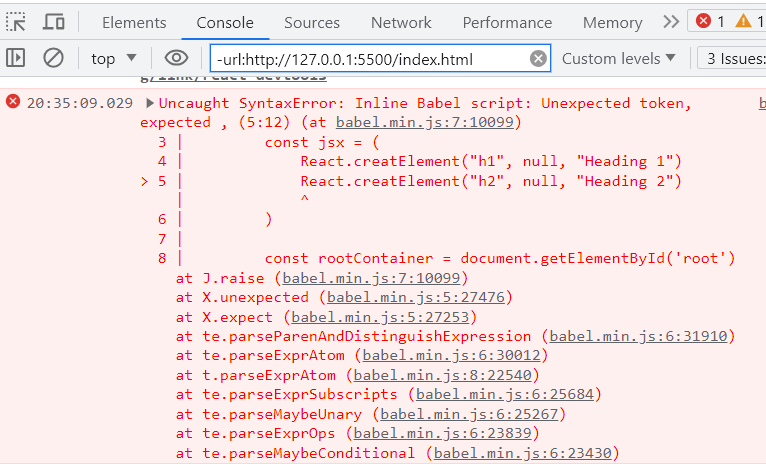 Elements Console Sources Network Performance Memory 1 1
top -url:http://127.0.0.1:5500/index.html Custom levels 3 Issues:
20:35:09.029 Uncaught SyntaxError: Inline Babel script: Unexpected token,
expected , (5:12) (at babel.min.js:7:10099)
3 | const jsx = (
4 | React.creatElement("h1", null, "Heading 1")
> 5 | React.creatElement("h2", null, "Heading 2")
| ^
6 | )
7 |
8 | const rootContainer = document.getElementById('root')
at J.raise (babel.min.js:7:10099)
at X.unexpected (babel.min.js:5:27476)
at X.expect (babel.min.js:5:27253)
at te.parseParenAndDistinguishExpression (babel.min.js:6:31910)
at te.parseExprAtom (babel.min.js:6:30012)
at t.parseExprAtom (babel.min.js:8:22540)
at te.parseExprSubscripts (babel.min.js:6:25684)
at te.parseMaybeUnary (babel.min.js:6:25267)
at te.parseExprOps (babel.min.js:6:23839)
at te.parseMaybeConditional (babel.min.js:6:23430)